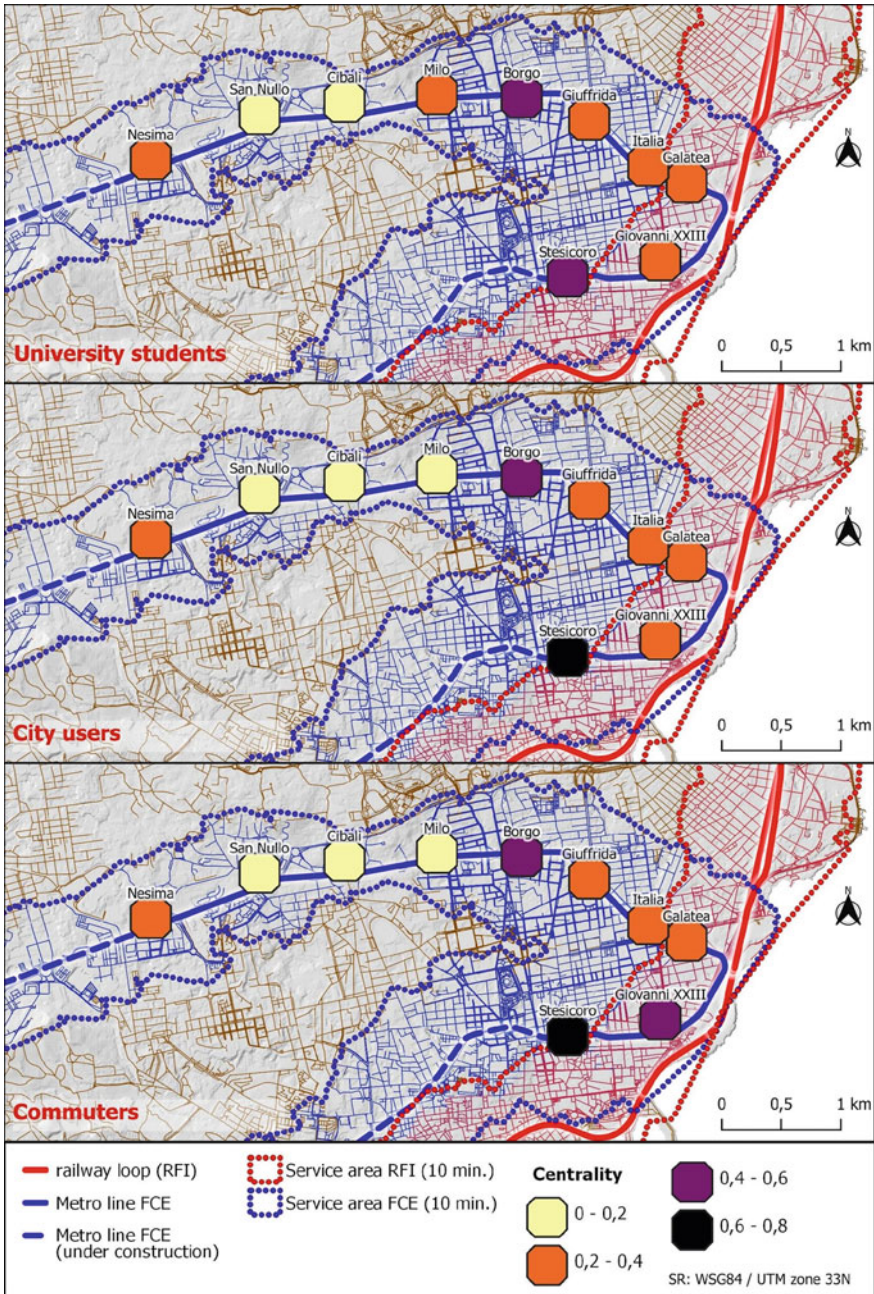 San Nullo
Cibali
Milo
Borgo
Nesima
Giuffrida
Italia
Galatea
N
Stesicoro
Giovanni XXIII
0 0,5 1 km
University students
San Nullo
Cibali
Milo
Borgo
Nesima
Giuffrida
Italia
Galatea
N
Stesicoro
Giovanni XXIII
0 0,5 1 km
City users
San Nullo
Cibali
Milo
Borgo
Nesima
Giuffrida
Italia
Galatea
N
Stesicoro
Giovanni XXIII
0 0,5 1 km
Commuters
railway loop (RFI)
Metro line FCE
Metro line FCE
(under construction)
Service area RFI (10 min.)
Service area FCE (10 min.)
Centrality
0 - 0,2
0,2 - 0,4
0,4 - 0,6
0,6 - 0,8
SR: WSG84 / UTM zone 33N